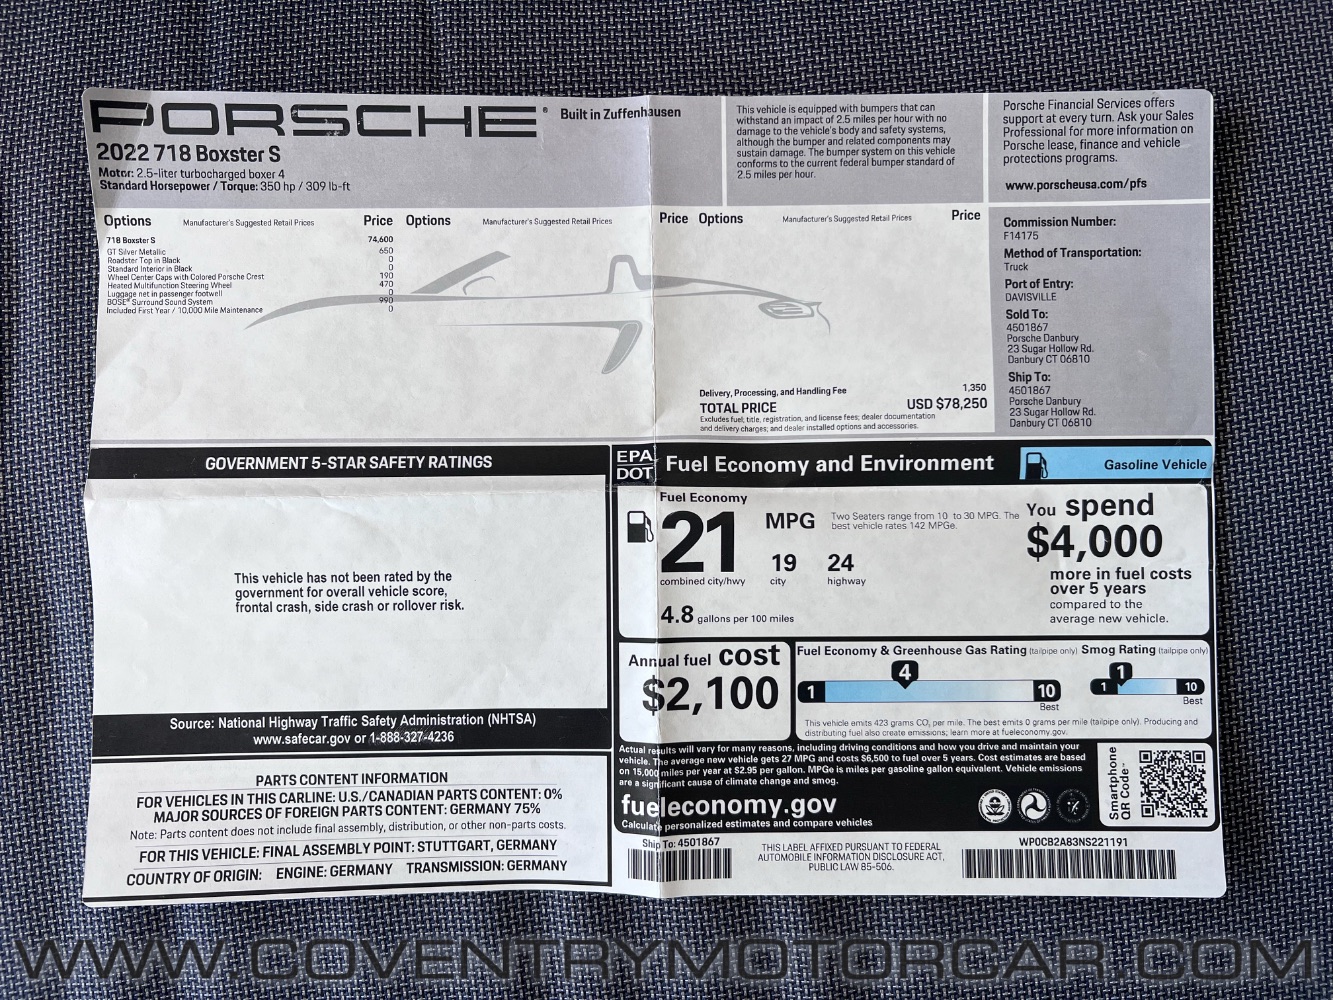 PORSCHE® Built in Zuffenhausen
2022 718 Boxster S
Motor: 2.5-liter turbocharged boxer 4
Standard Horsepower / Torque: 350 hp / 309 lb-ft
This vehicle is equipped with bumpers that can
withstand an impact of 2.5 miles per hour with no
damage to the vehicle's body and safety systems,
although the bumper and related components may
sustain damage. The bumper system on this vehicle
conforms to the current federal bumper standard of
2.5 miles per hour.
Porsche Financial Services offers
support at every turn. Ask your Sales
Professional for more information on
Porsche lease, finance and vehicle
protections programs.
www.porscheusa.com/pfs
Options Manufacturer's Suggested Retail Prices Price Options Manufacturer's Suggested Retail Prices Price Options Manufacturer's Suggested Retail Prices Price
718 Boxster S 74,600
GT Silver Metallic 650
Roadster Top in Black 0
Standard Interior in Black 0
Wheel Center Caps with Colored Porsche Crest 190
Heated Multifunction Steering Wheel 470
Luggage net in passenger footwell 0
BOSE® Surround Sound System 990
Included First Year / 10,000 Mile Maintenance 0
Delivery, Processing, and Handling Fee 1,350
TOTAL PRICE USD $78,250
Excludes fuel, title, registration, and license fees; dealer documentation
and delivery charges; and dealer installed options and accessories.
Commission Number:
F14175
Method of Transportation:
Truck
Port of Entry:
DAVISVILLE
Sold To:
4501867
Porsche Danbury
23 Sugar Hollow Rd.
Danbury CT 06810
Ship To:
4501867
Porsche Danbury
23 Sugar Hollow Rd.
Danbury CT 06810
GOVERNMENT 5-STAR SAFETY RATINGS
This vehicle has not been rated by the
government for overall vehicle score,
frontal crash, side crash or rollover risk.
Source: National Highway Traffic Safety Administration (NHTSA)
www.safecar.gov or 1-888-327-4236
PARTS CONTENT INFORMATION
FOR VEHICLES IN THIS CARLINE: U.S./CANADIAN PARTS CONTENT: 0%
MAJOR SOURCES OF FOREIGN PARTS CONTENT: GERMANY 75%
Note: Parts content does not include final assembly, distribution, or other non-parts costs.
FOR THIS VEHICLE: FINAL ASSEMBLY POINT: STUTTGART, GERMANY
COUNTRY OF ORIGIN: ENGINE: GERMANY TRANSMISSION: GERMANY
EPA
DOT
Fuel Economy and Environment
Gasoline Vehicle
Fuel Economy
21 MPG
combined city/hwy
19
city
24
highway
Two Seaters range from 10 to 30 MPG. The
best vehicle rates 142 MPGe.
4.8 gallons per 100 miles
You spend
$4,000
more in fuel costs
over 5 years
compared to the
average new vehicle.
Annual fuel cost
$2,100
Fuel Economy & Greenhouse Gas Rating (tailpipe only)
4
1 10
Best
Smog Rating (tailpipe only)
1
1 10
Best
This vehicle emits 423 grams CO2 per mile. The best emits 0 grams per mile (tailpipe only). Producing and
distributing fuel also create emissions; learn more at fueleconomy.gov.
Actual results will vary for many reasons, including driving conditions and how you drive and maintain your
vehicle. The average new vehicle gets 27 MPG and costs $6,500 to fuel over 5 years. Cost estimates are based
on 15,000 miles per year at $2.95 per gallon. MPGe is miles per gasoline gallon equivalent. Vehicle emissions
are a significant cause of climate change and smog.
fueleconomy.gov
Calculate personalized estimates and compare vehicles
Smartphone
QR Code™
Ship To: 4501867
THIS LABEL AFFIXED PURSUANT TO FEDERAL
AUTOMOBILE INFORMATION DISCLOSURE ACT,
PUBLIC LAW 85-506.
WP0CB2A83NS221191
WWW.COVENTRYMOTORCAR.COM